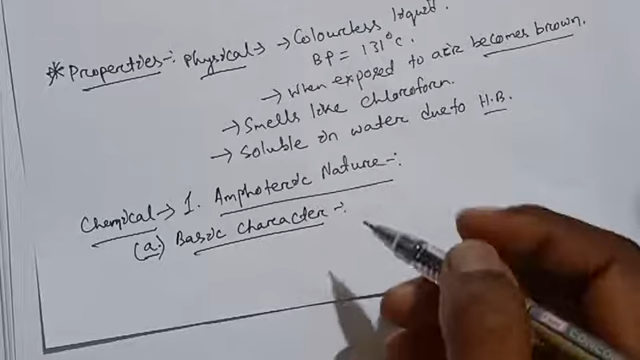 * Properties -: Physical → → Colourless liquid.
BP = 131°C.
→ When exposed to air becomes brown.
→ Smells like chloroform.
→ Soluble in water due to H.B.
Chemical → 1. Amphoteric Nature -:
(a.) Basic character -: